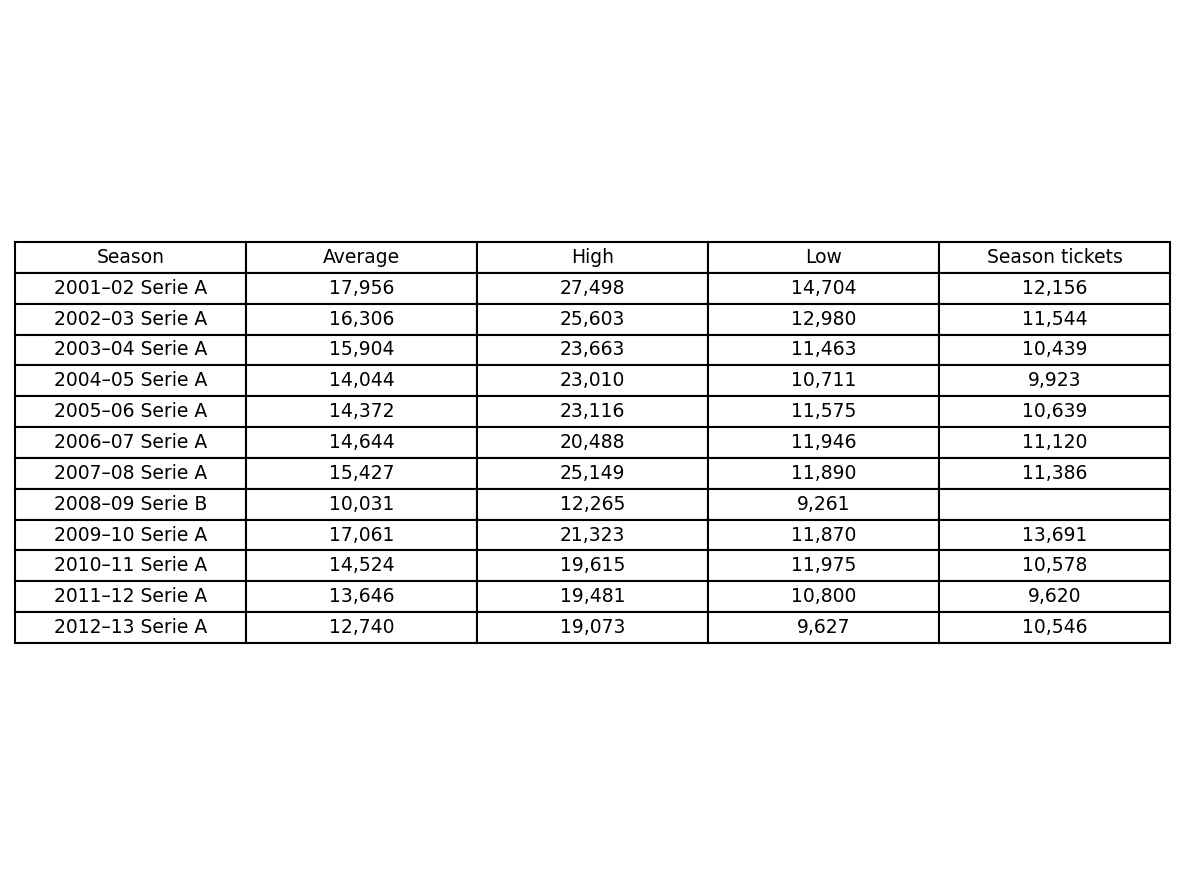 Season Average High Low Season tickets
2001–02 Serie A 17,956 27,498 14,704 12,156
2002–03 Serie A 16,306 25,603 12,980 11,544
2003–04 Serie A 15,904 23,663 11,463 10,439
2004–05 Serie A 14,044 23,010 10,711 9,923
2005–06 Serie A 14,372 23,116 11,575 10,639
2006–07 Serie A 14,644 20,488 11,946 11,120
2007–08 Serie A 15,427 25,149 11,890 11,386
2008–09 Serie B 10,031 12,265 9,261
2009–10 Serie A 17,061 21,323 11,870 13,691
2010–11 Serie A 14,524 19,615 11,975 10,578
2011–12 Serie A 13,646 19,481 10,800 9,620
2012–13 Serie A 12,740 19,073 9,627 10,546